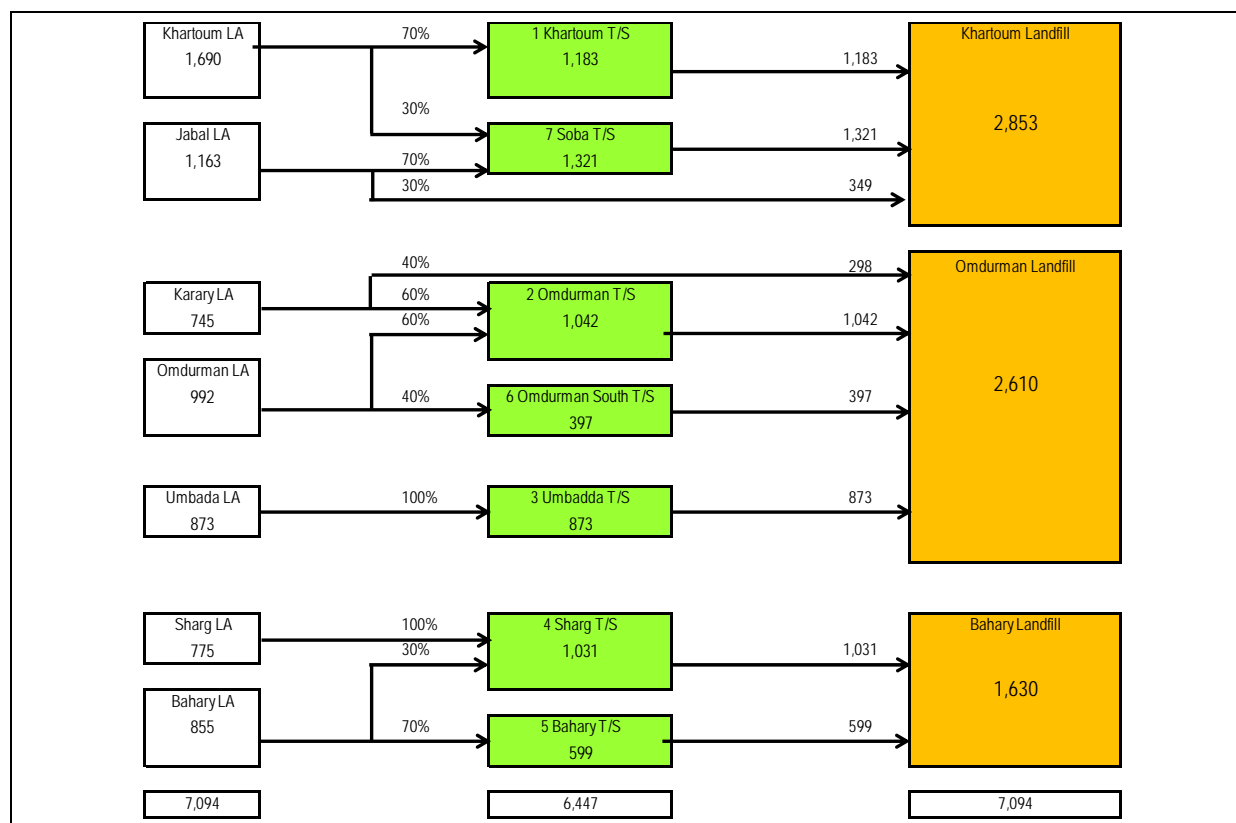 Khartoum LA
1,690
70%
1 Khartoum T/S
1,183
1,183
Khartoum Landfill
2,853
30%
Jabal LA
1,163
70%
30%
7 Soba T/S
1,321
1,321
349
40%
298
Omdurman Landfill
2,610
Karary LA
745
60%
60%
2 Omdurman T/S
1,042
1,042
Omdurman LA
992
40%
6 Omdurman South T/S
397
397
Umbada LA
873
100%
3 Umbadda T/S
873
873
Sharg LA
775
100%
30%
4 Sharg T/S
1,031
1,031
Bahary Landfill
1,630
Bahary LA
855
70%
5 Bahary T/S
599
599
7,094
6,447
7,094